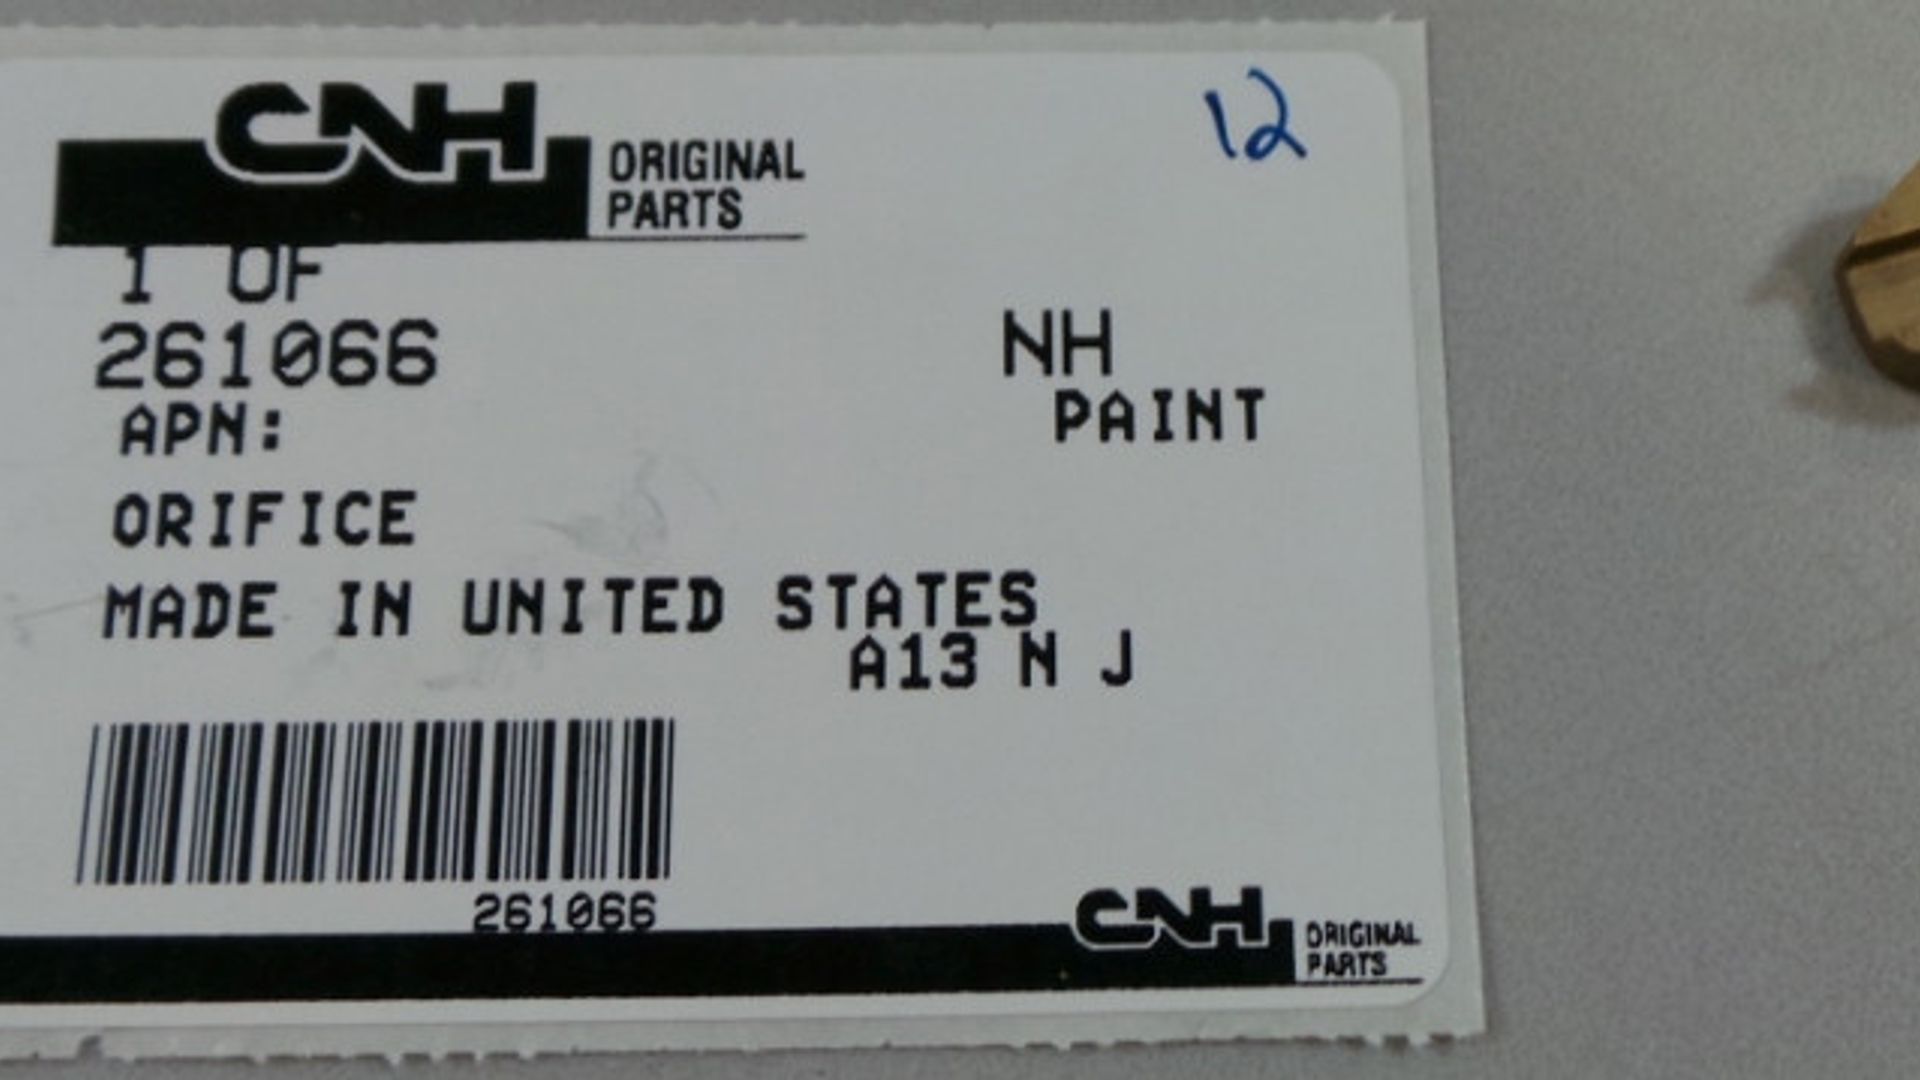 12
CNH ORIGINAL
PARTS
1 OF
261066 NH
APN: PAINT
ORIFICE
MADE IN UNITED STATES
A13 N J
261066
CNH ORIGINAL
PARTS